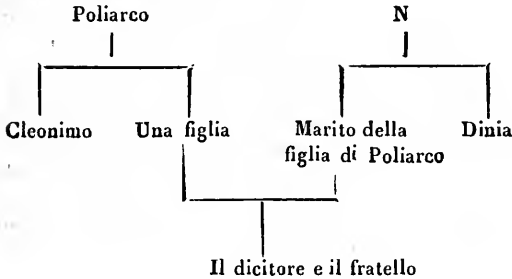 Poliarco N
Cleonimo Una figlia Marito della Dinia
figlia di Poliarco
Il dicitore e il fratello